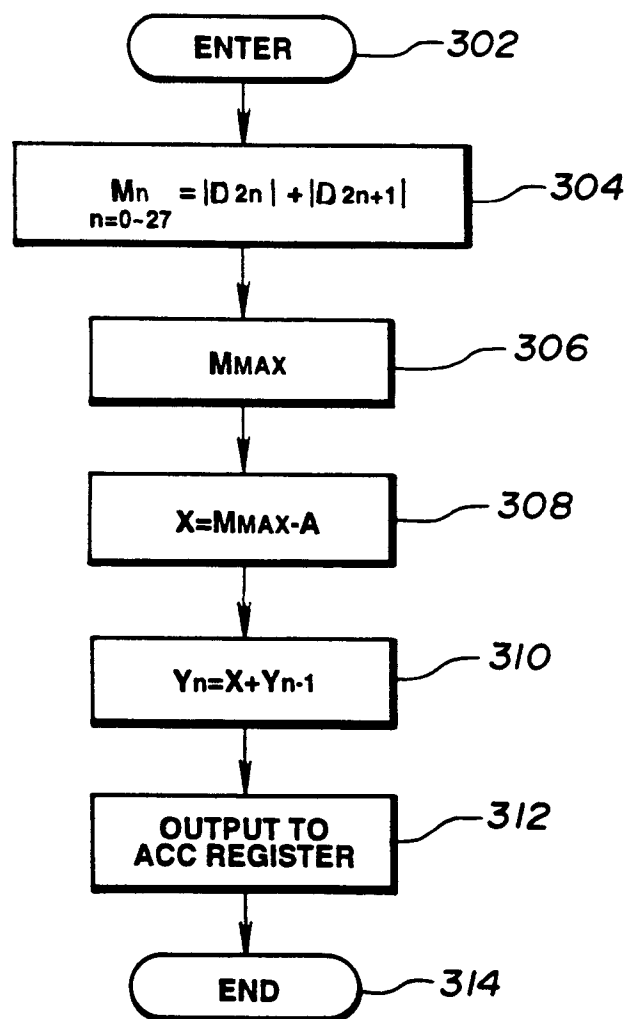 ENTER
302
Mn = |D 2n| + |D 2n+1|
n=0~27
304
MMAX
306
X=MMAX-A
308
Yn=X+Yn-1
310
OUTPUT TO
ACC REGISTER
312
END
314